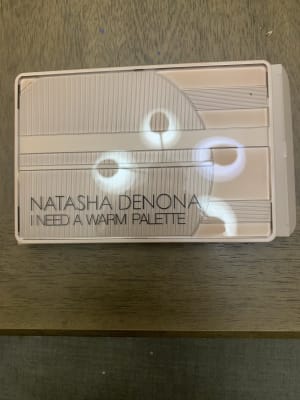 NATASHA DENONA
I NEED A WARM PALETTE